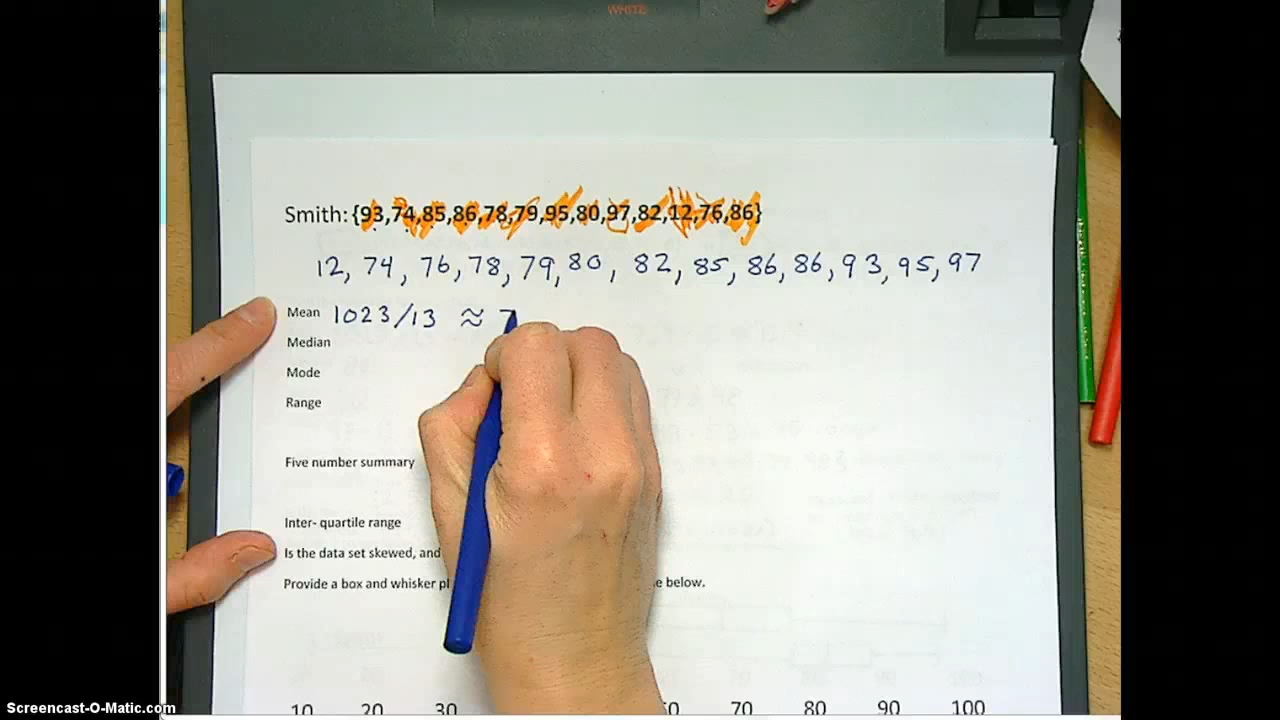 WHITE
Smith: {93,74,85,86,78,79,95,80,97,82,12,76,86}
12, 74, 76, 78, 79, 80, 82, 85, 86, 86, 93, 95, 97
Mean 1023/13 ≈ 7
Median
Mode
Range
Five number summary
Inter- quartile range
Is the data set skewed, and
Provide a box and whisker pl e below.
10 20 30 70 80 90 100
Screencast-O-Matic.com